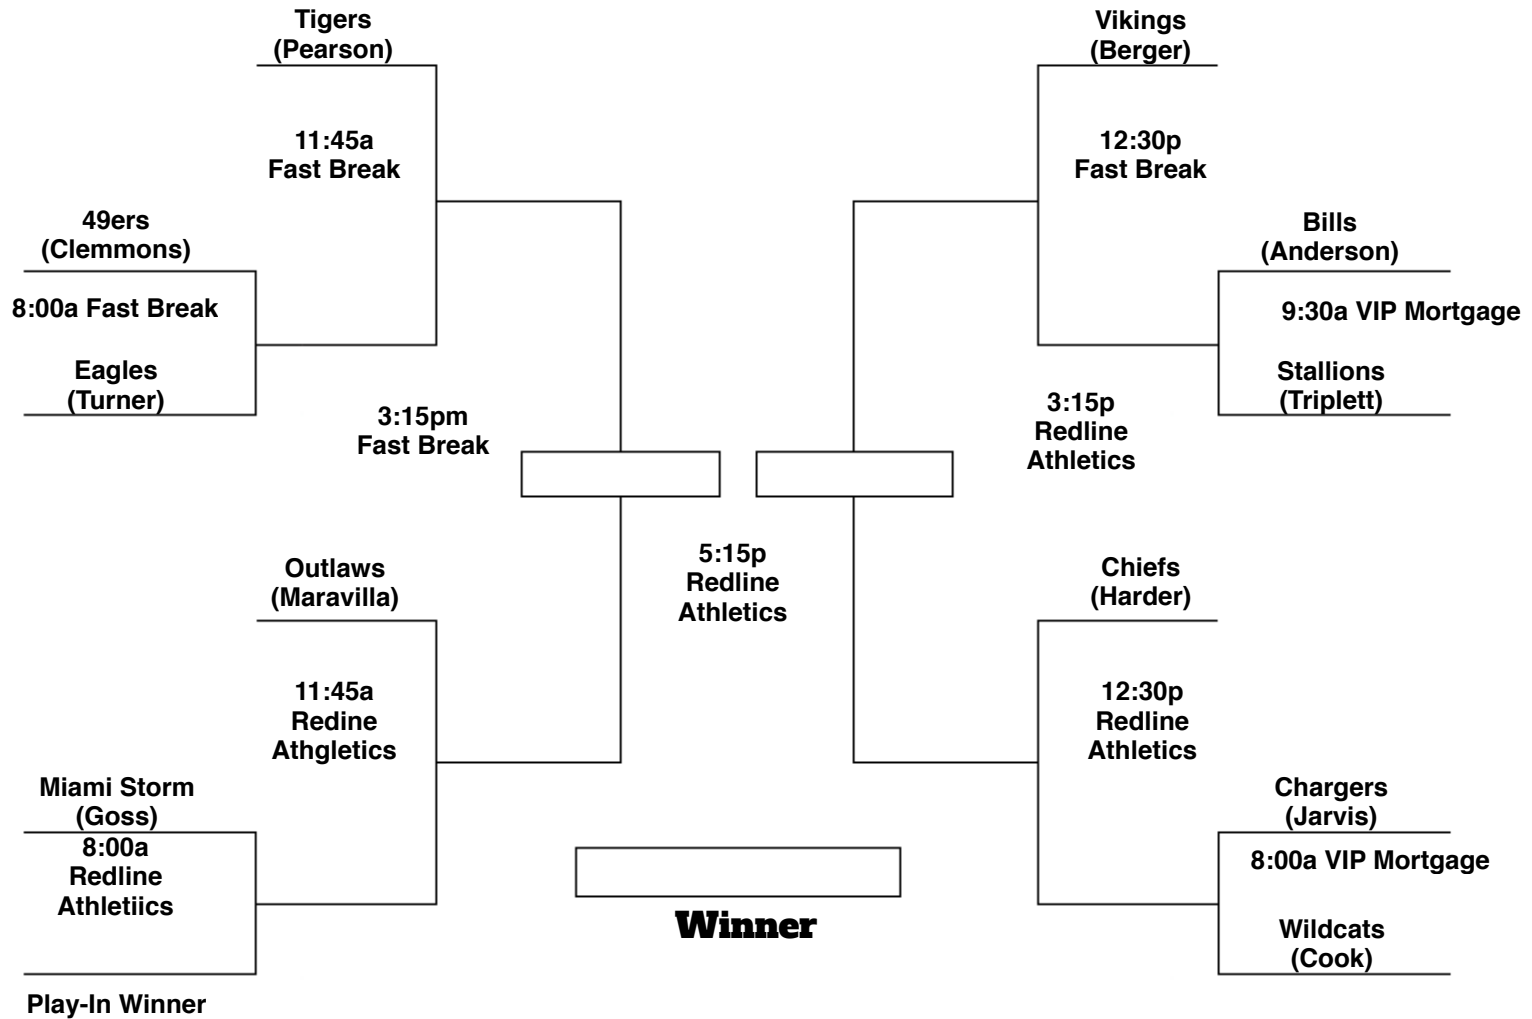 Tigers
(Pearson)
11:45a
Fast Break
49ers
(Clemmons)
8:00a Fast Break
Eagles
(Turner)
3:15pm
Fast Break
Outlaws
(Maravilla)
11:45a
Redine
Athgletics
Miami Storm
(Goss)
8:00a
Redline
Athletiics
Play-In Winner
5:15p
Redline
Athletics
Winner
Vikings
(Berger)
12:30p
Fast Break
Bills
(Anderson)
9:30a VIP Mortgage
Stallions
(Triplett)
3:15p
Redline
Athletics
Chiefs
(Harder)
12:30p
Redline
Athletics
Chargers
(Jarvis)
8:00a VIP Mortgage
Wildcats
(Cook)